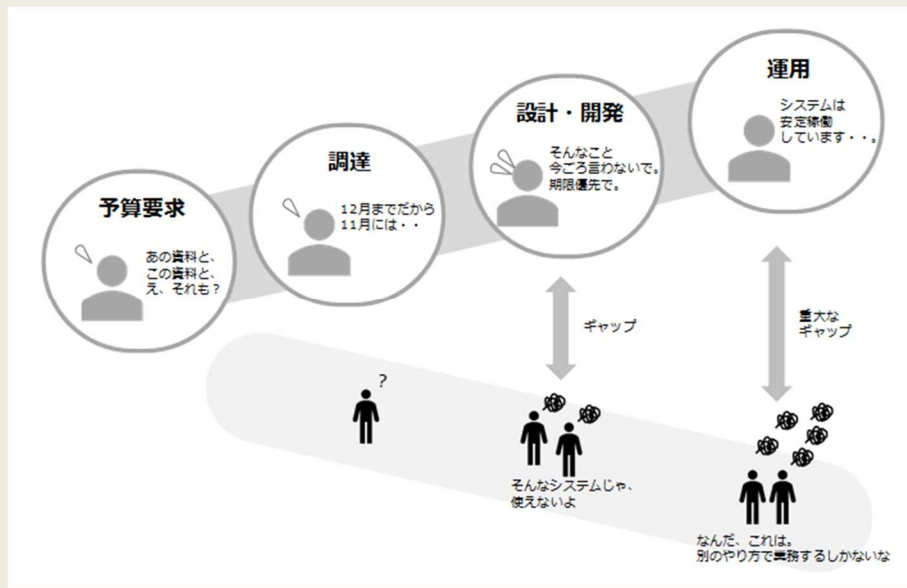 予算要求
あの資料と、
この資料と、
え、それも？
調達
12月までだから
11月には・・
設計・開発
そんなこと
今ごろ言わないで。
期限優先で。
運用
システムは
安定稼働
しています・・。
ギャップ
重大な
ギャップ
?
そんなシステムじゃ、
使えないよ
なんだ、これは。
別のやり方で業務するしかないな